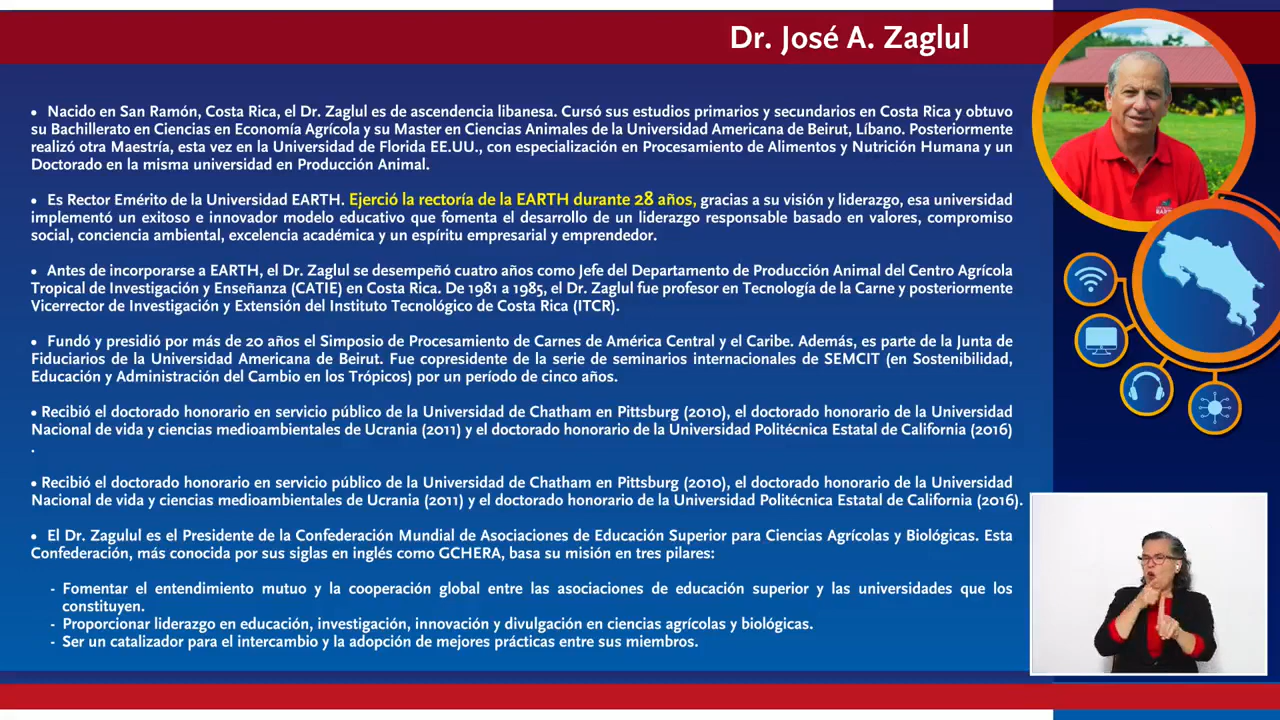 Dr. José A. Zaglul
• Nacido en San Ramón, Costa Rica, el Dr. Zaglul es de ascendencia libanesa. Cursó sus estudios primarios y secundarios en Costa Rica y obtuvo
su Bachillerato en Ciencias en Economía Agrícola y su Master en Ciencias Animales de la Universidad Americana de Beirut, Líbano. Posteriormente
realizó otra Maestría, esta vez en la Universidad de Florida EE.UU., con especialización en Procesamiento de Alimentos y Nutrición Humana y un
Doctorado en la misma universidad en Producción Animal.
• Es Rector Emérito de la Universidad EARTH. Ejerció la rectoría de la EARTH durante 28 años, gracias a su visión y liderazgo, esa universidad
implementó un exitoso e innovador modelo educativo que fomenta el desarrollo de un liderazgo responsable basado en valores, compromiso
social, conciencia ambiental, excelencia académica y un espíritu empresarial y emprendedor.
• Antes de incorporarse a EARTH, el Dr. Zaglul se desempeñó cuatro años como Jefe del Departamento de Producción Animal del Centro Agrícola
Tropical de Investigación y Enseñanza (CATIE) en Costa Rica. De 1981 a 1985, el Dr. Zaglul fue profesor en Tecnología de la Carne y posteriormente
Vicerrector de Investigación y Extensión del Instituto Tecnológico de Costa Rica (ITCR).
• Fundó y presidió por más de 20 años el Simposio de Procesamiento de Carnes de América Central y el Caribe. Además, es parte de la Junta de
Fiduciarios de la Universidad Americana de Beirut. Fue copresidente de la serie de seminarios internacionales de SEMCIT (en Sostenibilidad,
Educación y Administración del Cambio en los Trópicos) por un período de cinco años.
• Recibió el doctorado honorario en servicio público de la Universidad de Chatham en Pittsburg (2010), el doctorado honorario de la Universidad
Nacional de vida y ciencias medioambientales de Ucrania (2011) y el doctorado honorario de la Universidad Politécnica Estatal de California (2016)
.
• Recibió el doctorado honorario en servicio público de la Universidad de Chatham en Pittsburg (2010), el doctorado honorario de la Universidad
Nacional de vida y ciencias medioambientales de Ucrania (2011) y el doctorado honorario de la Universidad Politécnica Estatal de California (2016).
• El Dr. Zagulul es el Presidente de la Confederación Mundial de Asociaciones de Educación Superior para Ciencias Agrícolas y Biológicas. Esta
Confederación, más conocida por sus siglas en inglés como GCHERA, basa su misión en tres pilares:
- Fomentar el entendimiento mutuo y la cooperación global entre las asociaciones de educación superior y las universidades que los
constituyen.
- Proporcionar liderazgo en educación, investigación, innovación y divulgación en ciencias agrícolas y biológicas.
- Ser un catalizador para el intercambio y la adopción de mejores prácticas entre sus miembros.